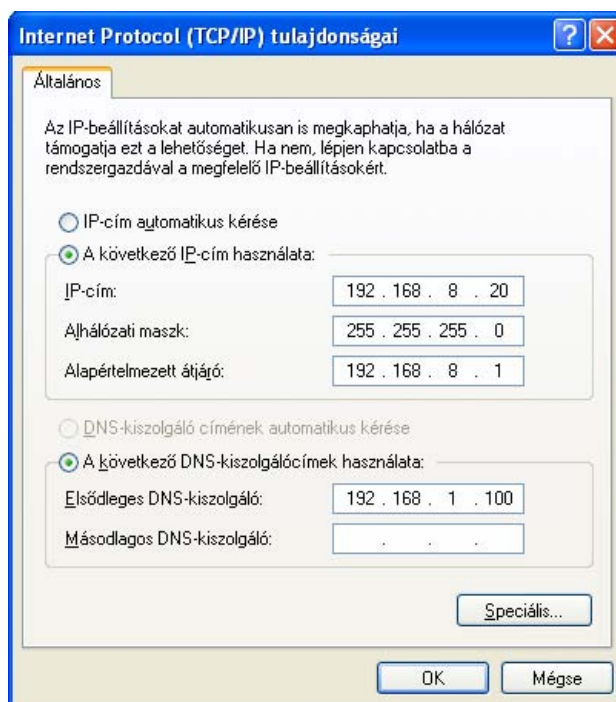 Internet Protocol (TCP/IP) tulajdonságai
Általános
Az IP-beállításokat automatikusan is megkaphatja, ha a hálózat
támogatja ezt a lehetőséget. Ha nem, lépjen kapcsolatba a
rendszergazdával a megfelelő IP-beállításokért.
IP-cím automatikus kérése
A következő IP-cím használata:
IP-cím: 192 . 168 . 8 . 20
Alhálózati maszk: 255 . 255 . 255 . 0
Alapértelmezett átjáró: 192 . 168 . 8 . 1
DNS-kiszolgáló címének automatikus kérése
A következő DNS-kiszolgálócímek használata:
Elsődleges DNS-kiszolgáló: 192 . 168 . 1 . 100
Másodlagos DNS-kiszolgáló: . . .
Speciális...
OK Mégse